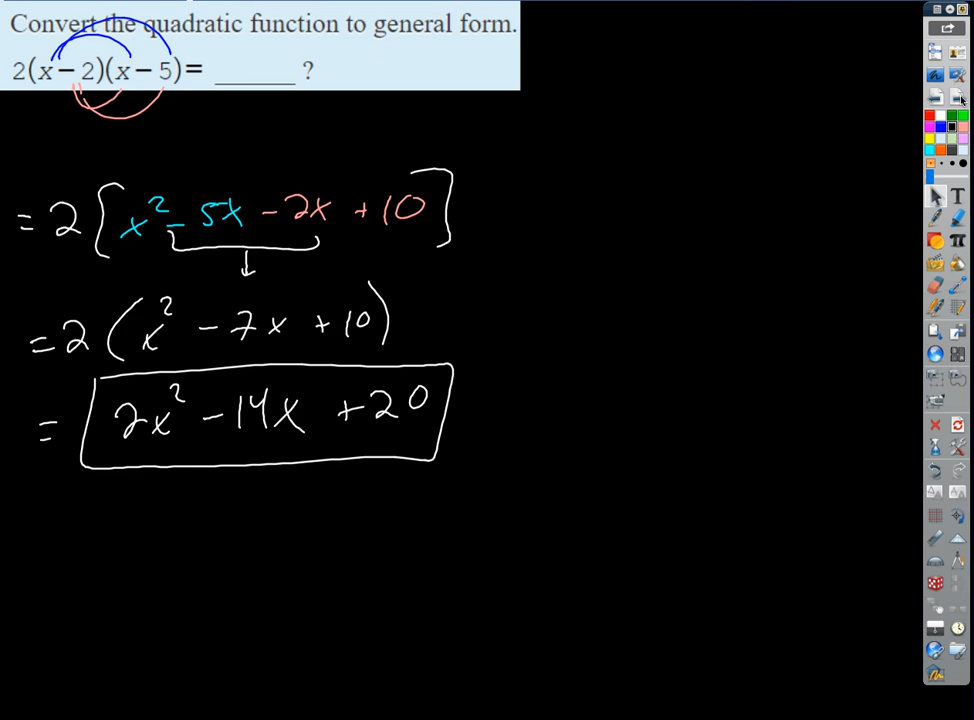 Convert the quadratic function to general form.
2(x − 2)(x − 5)= ______ ?
= 2 [ x² − 5x − 2x + 10 ]
= 2 ( x² − 7x + 10 )
= 2x² − 14x + 20